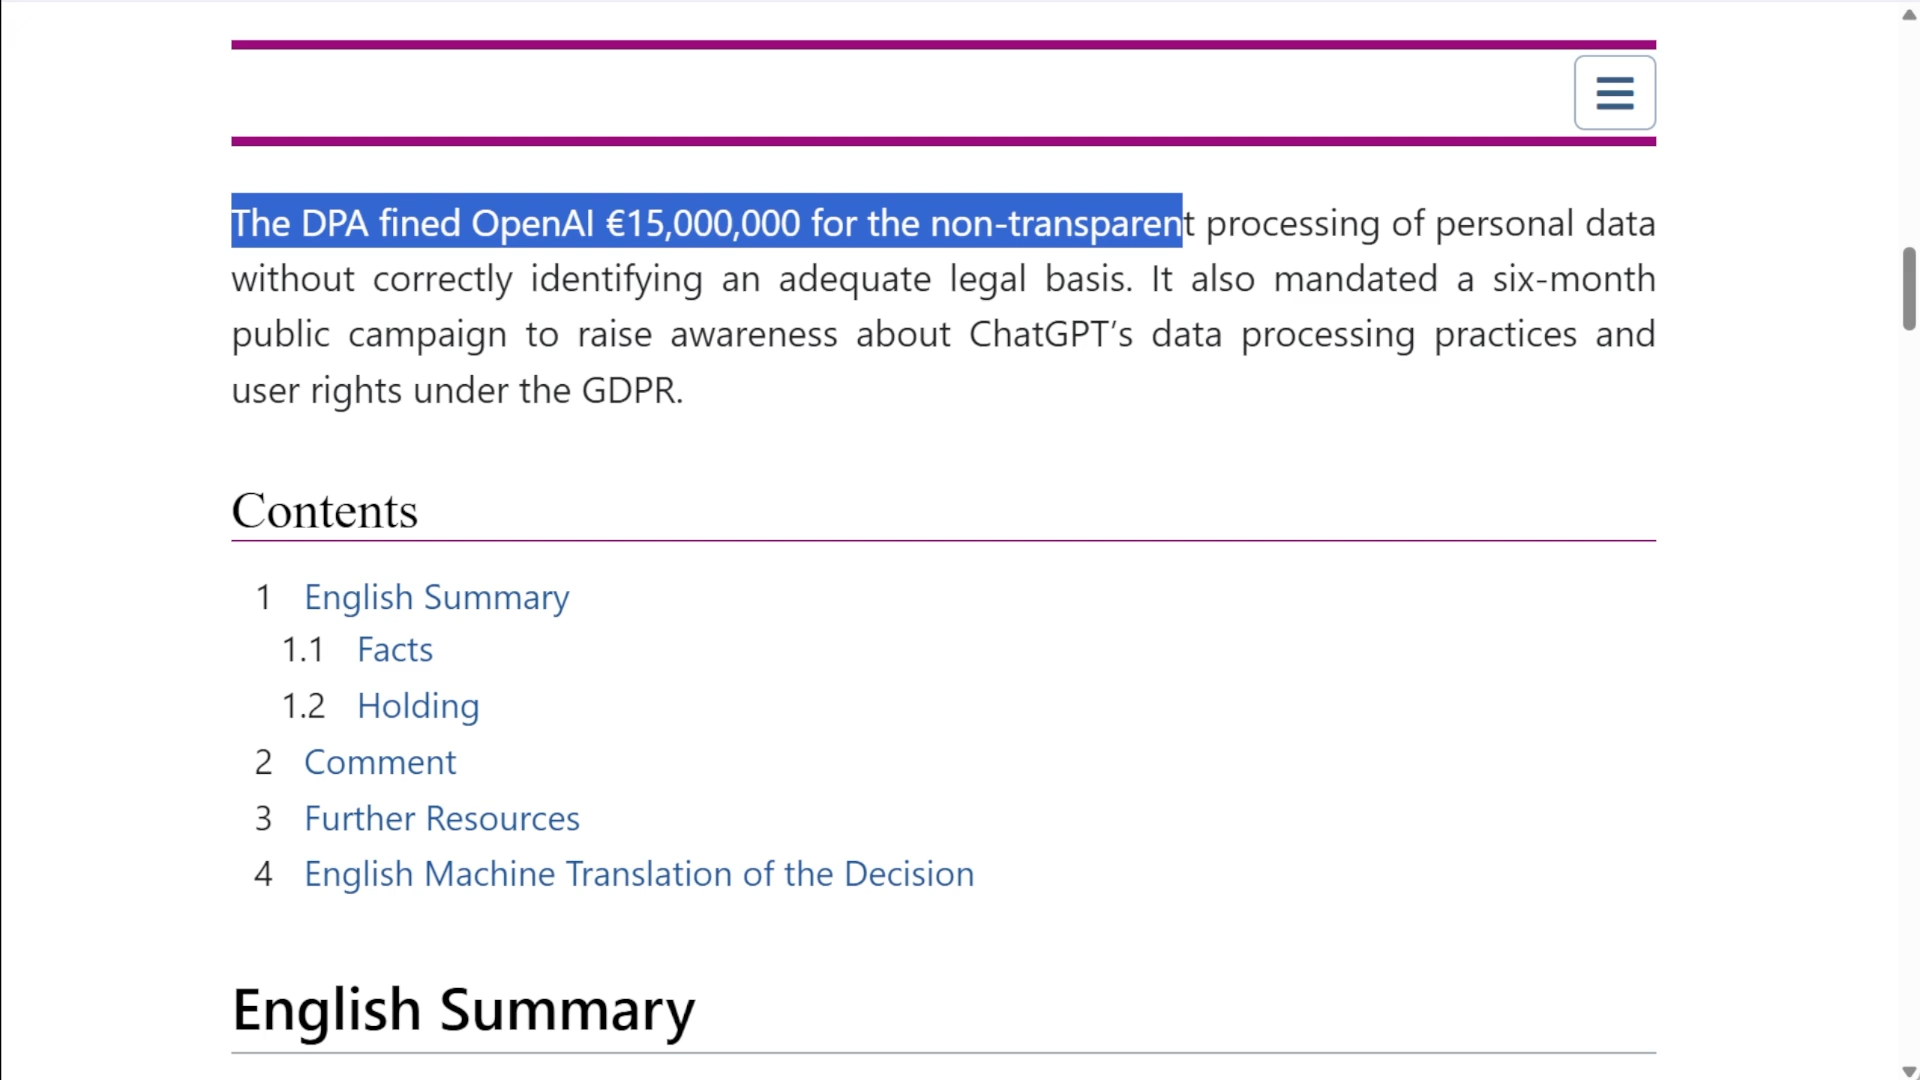 The DPA fined OpenAI €15,000,000 for the non-transparent processing of personal data
without correctly identifying an adequate legal basis. It also mandated a six-month
public campaign to raise awareness about ChatGPT’s data processing practices and
user rights under the GDPR.
Contents
1 English Summary
1.1 Facts
1.2 Holding
2 Comment
3 Further Resources
4 English Machine Translation of the Decision
English Summary